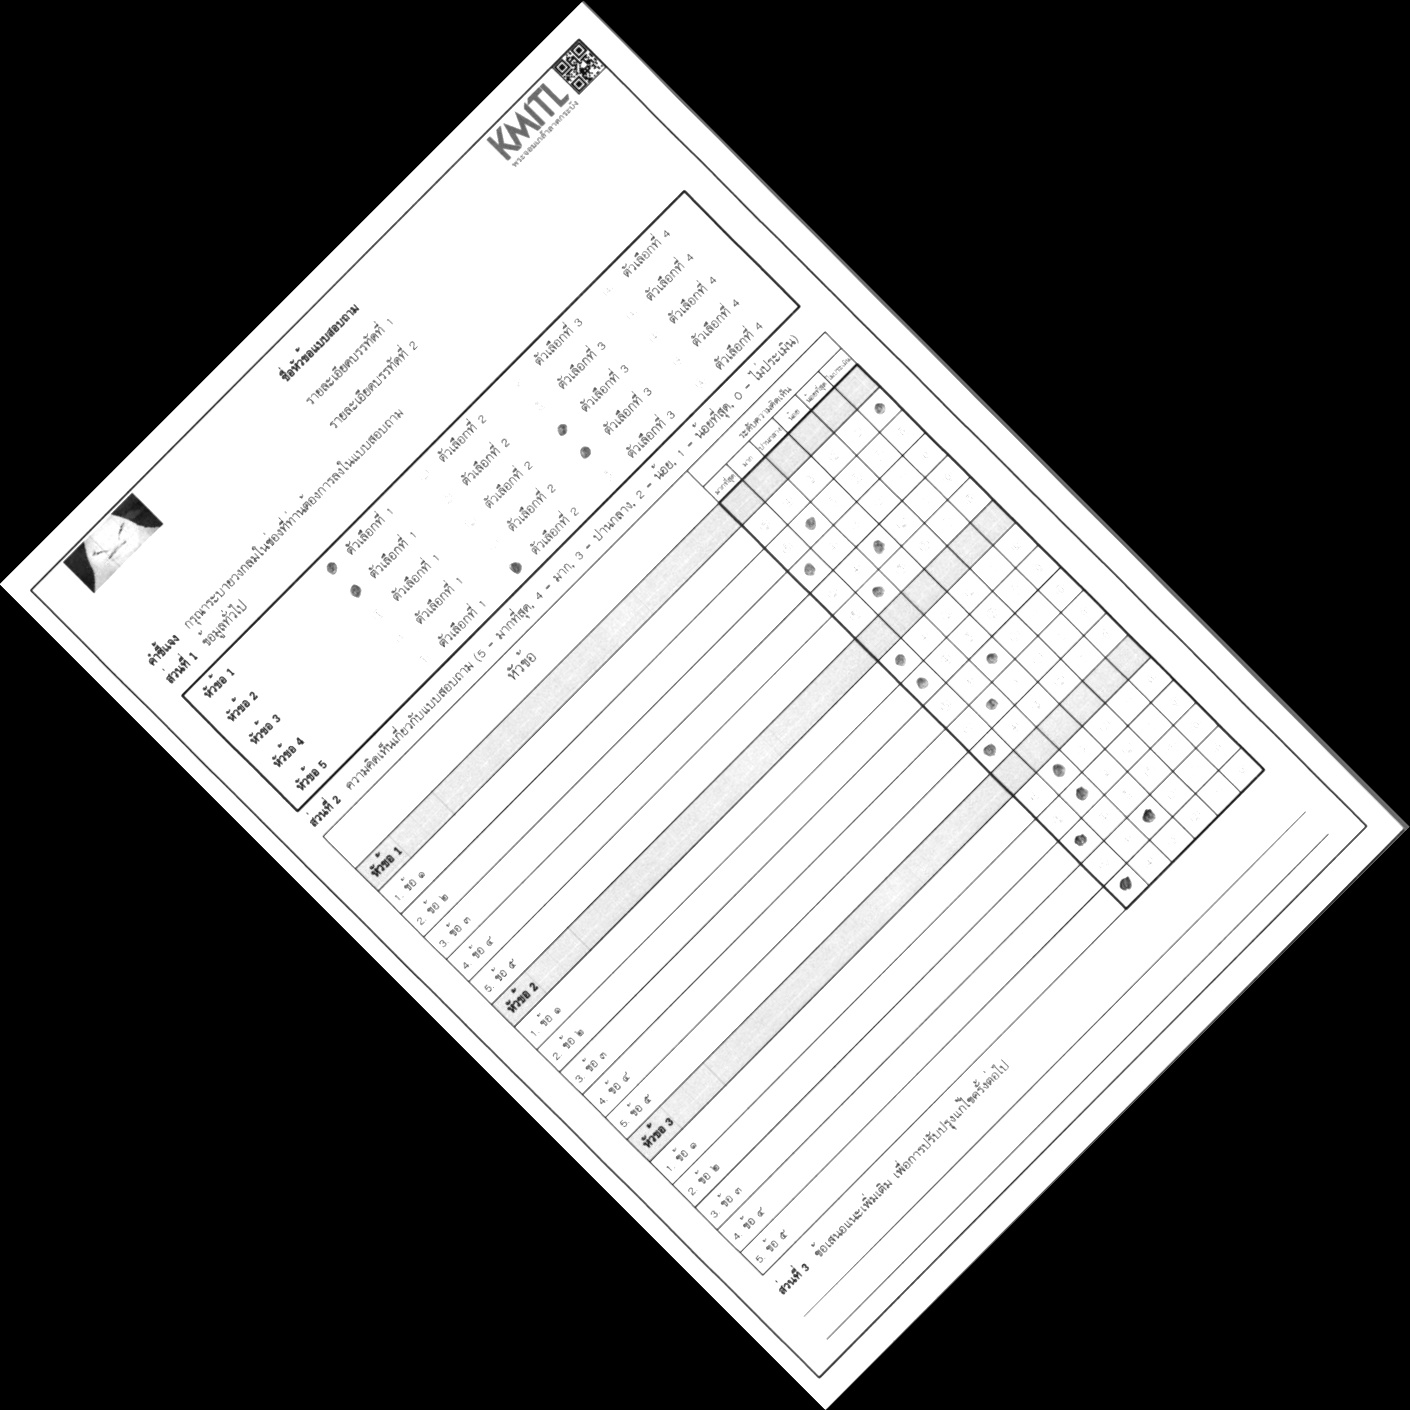 KMITL
พระจอมเกล้าลาดกระบัง
ชื่อหัวข้อแบบสอบถาม
รายละเอียดบรรทัดที่ 1
รายละเอียดบรรทัดที่ 2
คำชี้แจง กรุณาระบายวงกลมในช่องที่ท่านต้องการลงในแบบสอบถาม
ส่วนที่ 1 ข้อมูลทั่วไป
หัวข้อ 1 ตัวเลือกที่ 1 ตัวเลือกที่ 2 ตัวเลือกที่ 3 ตัวเลือกที่ 4
หัวข้อ 2 ตัวเลือกที่ 1 ตัวเลือกที่ 2 ตัวเลือกที่ 3 ตัวเลือกที่ 4
หัวข้อ 3 ตัวเลือกที่ 1 ตัวเลือกที่ 2 ตัวเลือกที่ 3 ตัวเลือกที่ 4
หัวข้อ 4 ตัวเลือกที่ 1 ตัวเลือกที่ 2 ตัวเลือกที่ 3 ตัวเลือกที่ 4
หัวข้อ 5 ตัวเลือกที่ 1 ตัวเลือกที่ 2 ตัวเลือกที่ 3 ตัวเลือกที่ 4
ส่วนที่ 2 ความคิดเห็นเกี่ยวกับแบบสอบถาม (5 - มากที่สุด, 4 - มาก, 3 - ปานกลาง, 2 - น้อย, 1 - น้อยที่สุด, 0 - ไม่ประเมิน)
หัวข้อ ระดับความคิดเห็น
มากที่สุด มาก ปานกลาง น้อย น้อยที่สุด ไม่ประเมิน
หัวข้อ 1
1. ข้อ ๑
2. ข้อ ๒
3. ข้อ ๓
4. ข้อ ๔
5. ข้อ ๕
หัวข้อ 2
1. ข้อ ๑
2. ข้อ ๒
3. ข้อ ๓
4. ข้อ ๔
5. ข้อ ๕
หัวข้อ 3
1. ข้อ ๑
2. ข้อ ๒
3. ข้อ ๓
4. ข้อ ๔
5. ข้อ ๕
ส่วนที่ 3 ข้อเสนอแนะเพิ่มเติม เพื่อการปรับปรุงแก้ไขครั้งต่อไป